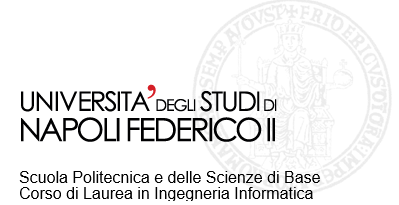 UNIVERSITA' DEGLI STUDI DI
NAPOLI FEDERICO II
Scuola Politecnica e delle Scienze di Base
Corso di Laurea in Ingegneria Informatica